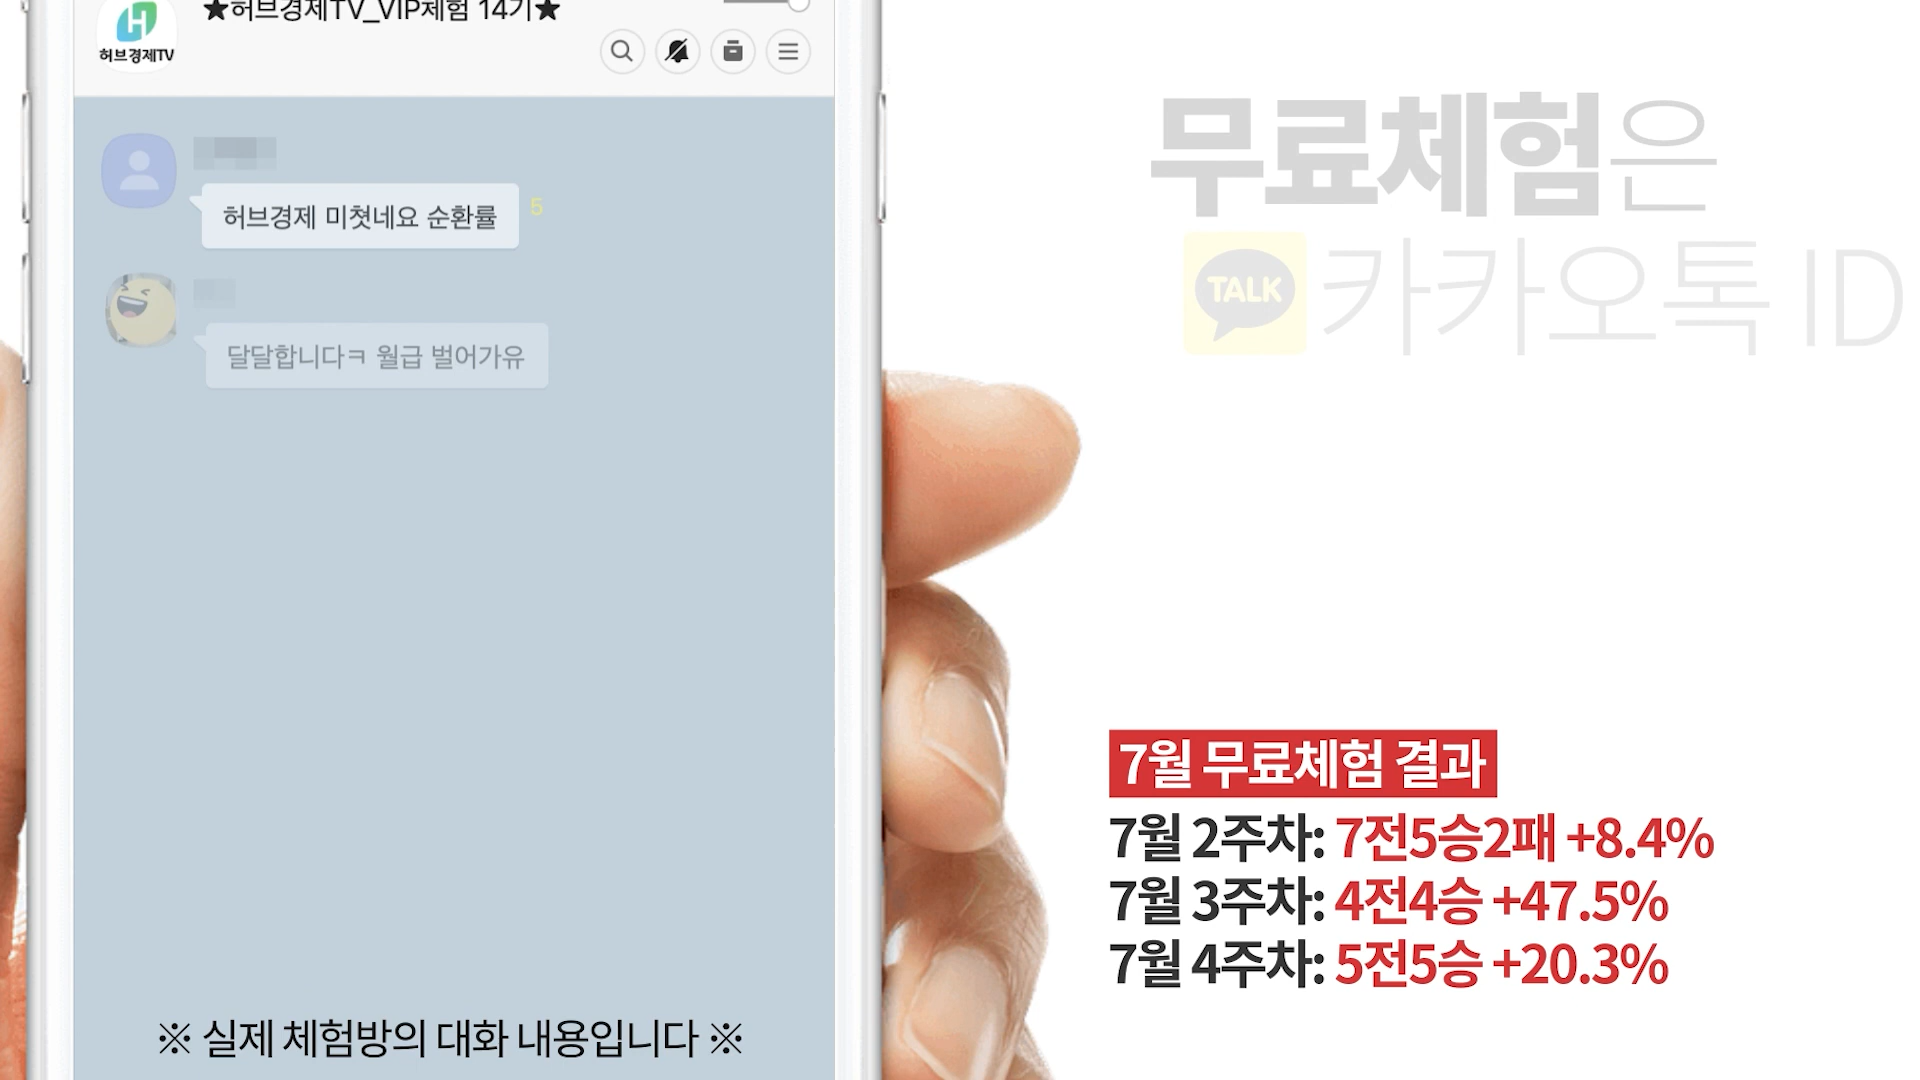 ★허브경제TV_VIP체험 14기★
허브경제TV
허브경제 미쳣네요 순환률
5
달달합니다ㅋ 월급 벌어가유
※ 실제 체험방의 대화 내용입니다 ※
무료체험은
TALK 카카오톡 ID
7월 무료체험 결과
7월 2주차: 7전5승2패 +8.4%
7월 3주차: 4전4승 +47.5%
7월 4주차: 5전5승 +20.3%